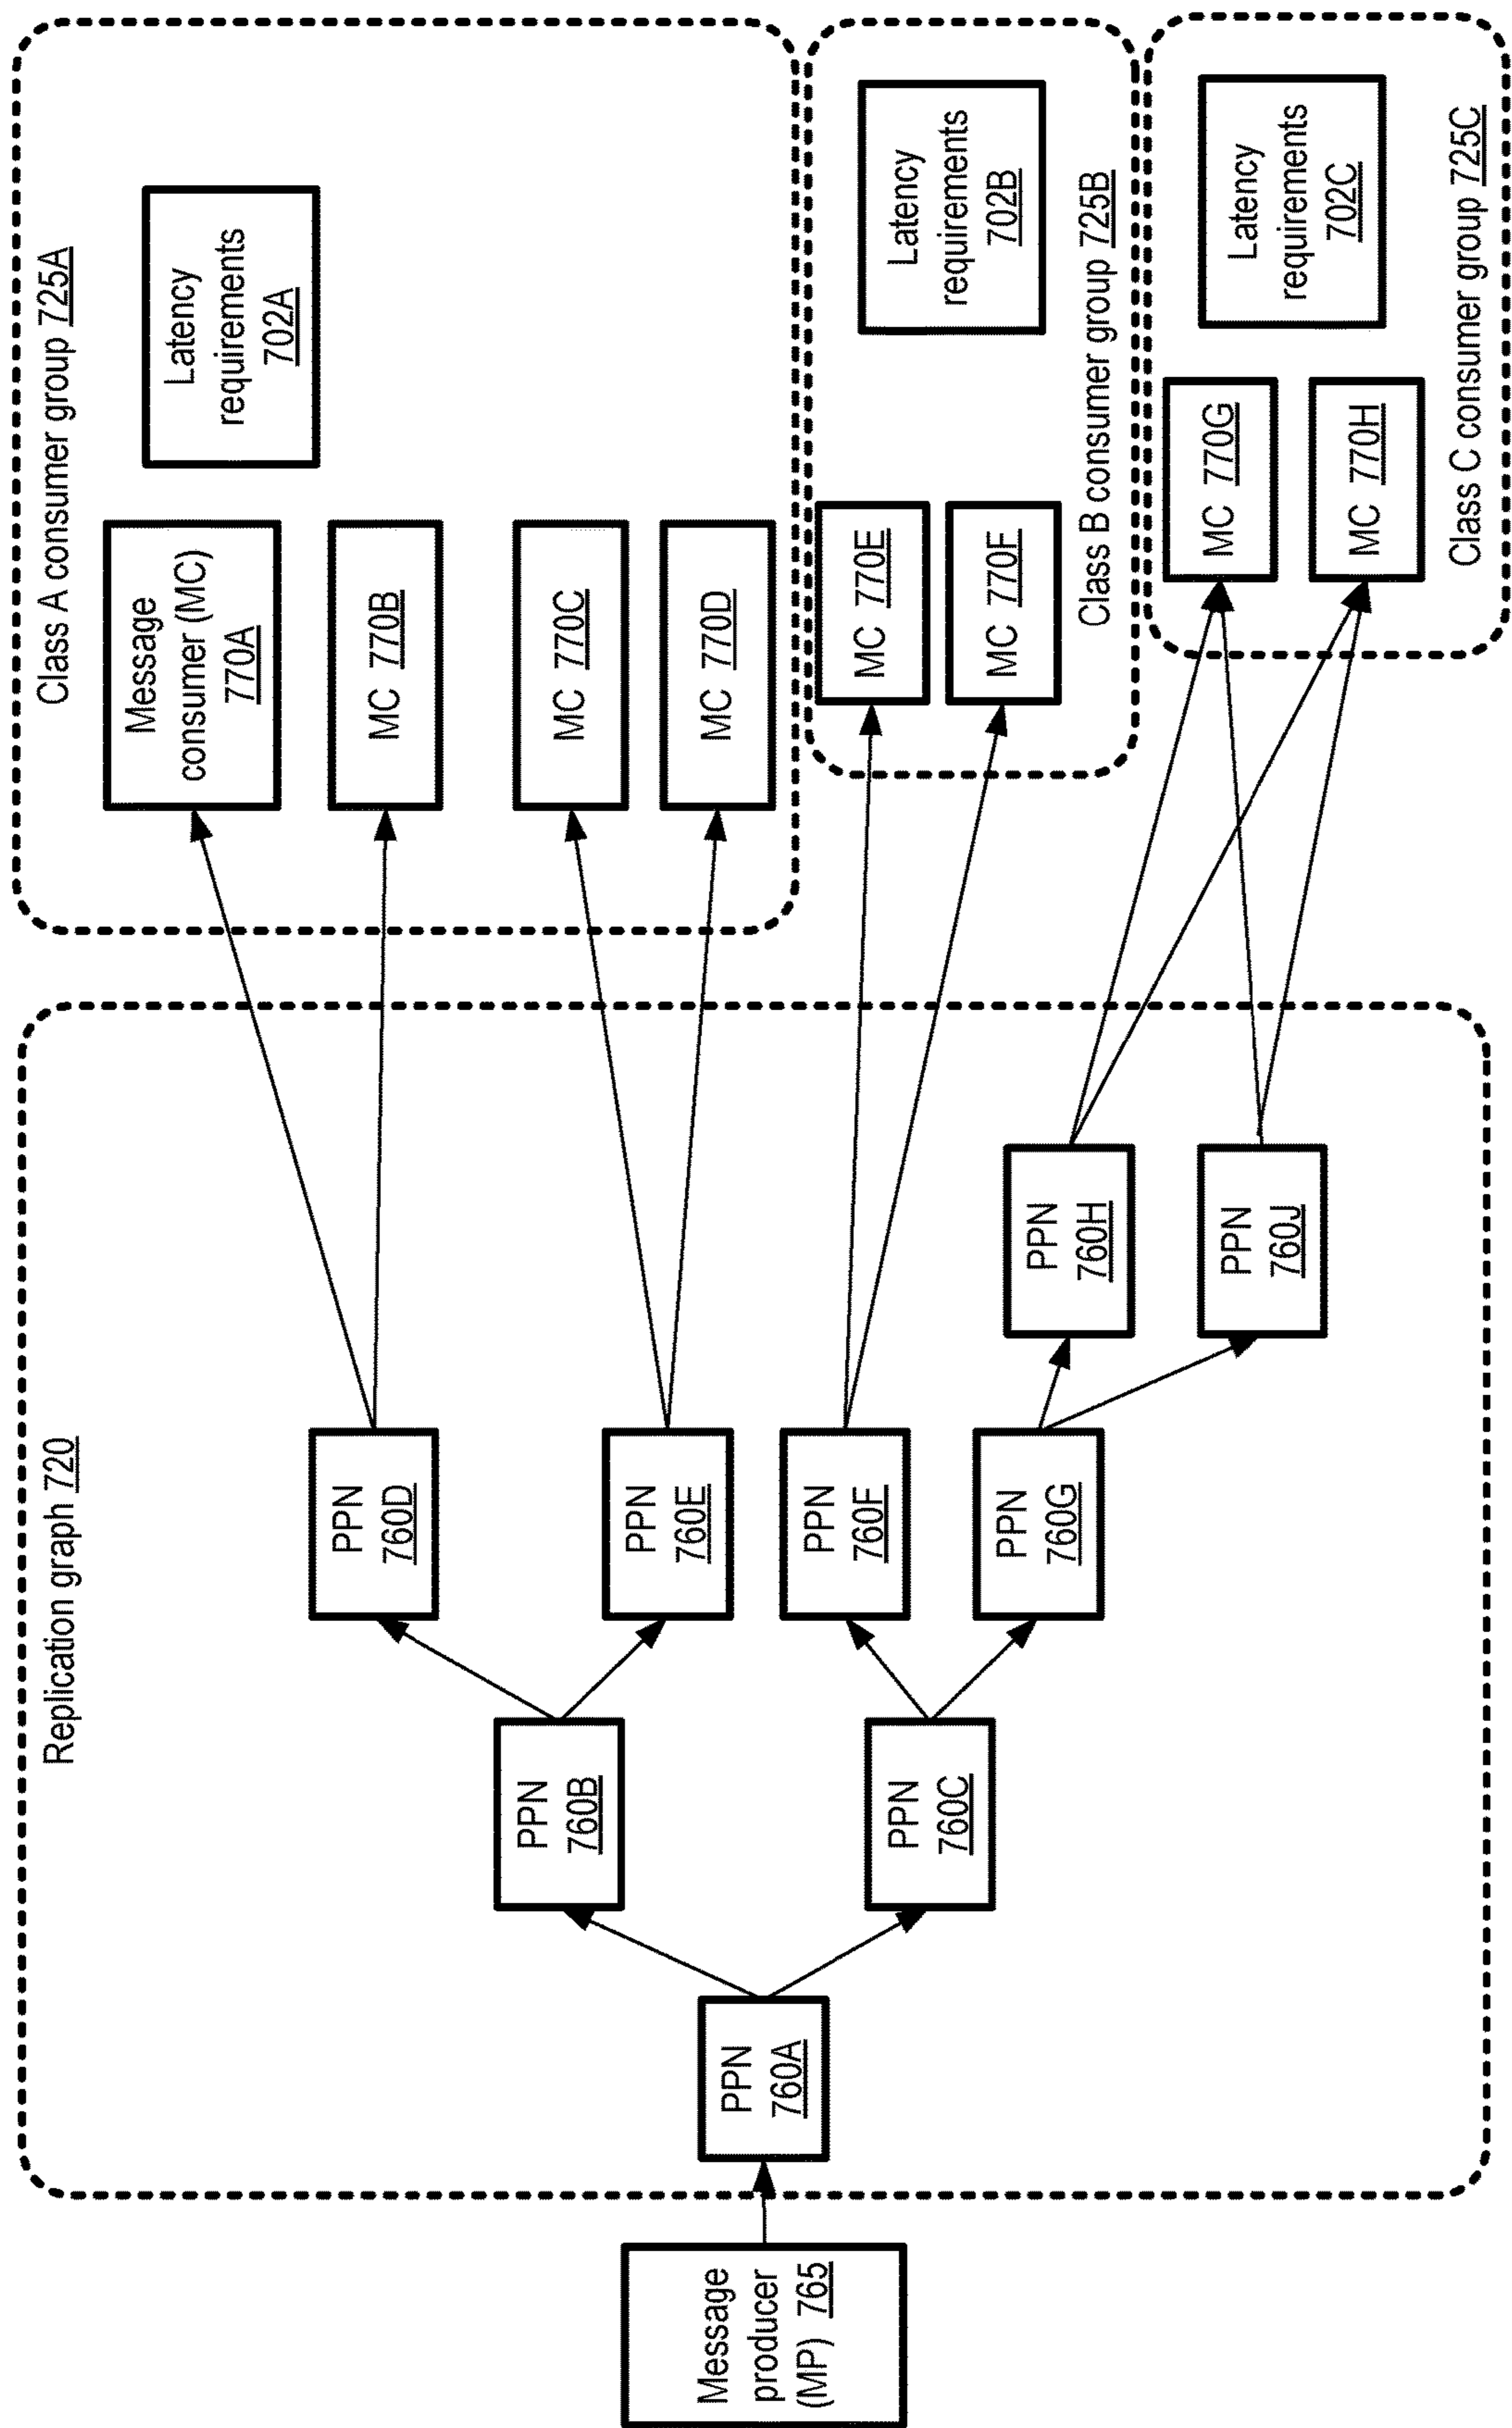 Replication graph 720
Class A consumer group 725A
Message
producer
(MP) 765
PPN
760A
PPN
760B
PPN
760C
PPN
760D
PPN
760E
PPN
760F
PPN
760G
PPN
760H
PPN
760J
Message
consumer (MC)
770A
MC 770B
MC 770C
MC 770D
Latency
requirements
702A
MC 770E
MC 770F
Latency
requirements
702B
Class B consumer group 725B
MC 770G
MC 770H
Latency
requirements
702C
Class C consumer group 725C